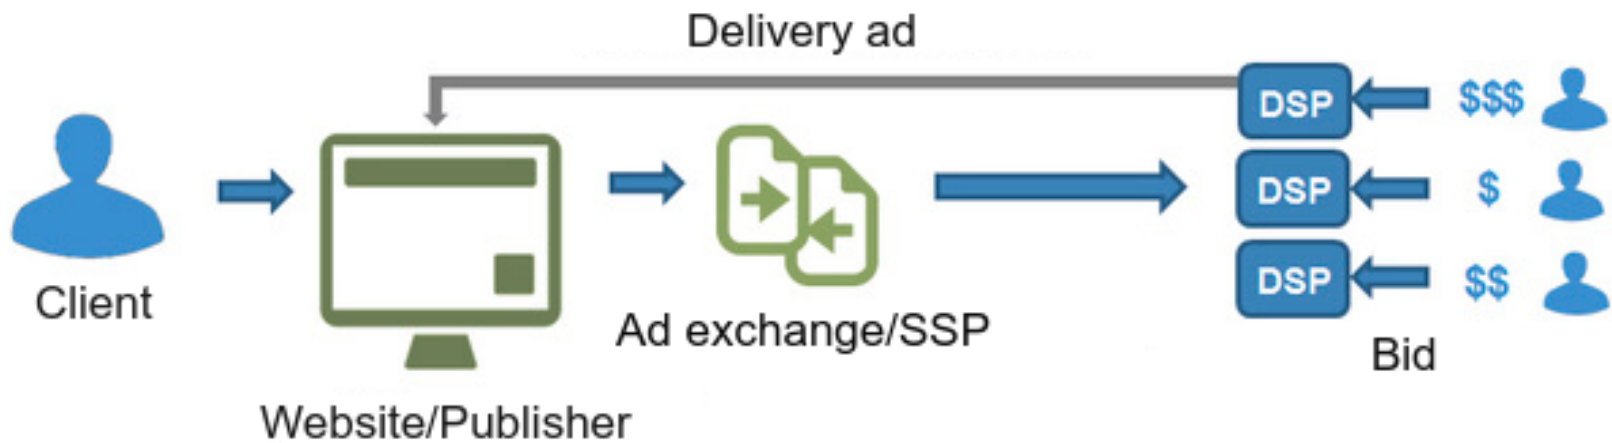 Delivery ad
DSP $$$
DSP $
DSP $$
Client
Ad exchange/SSP
Bid
Website/Publisher